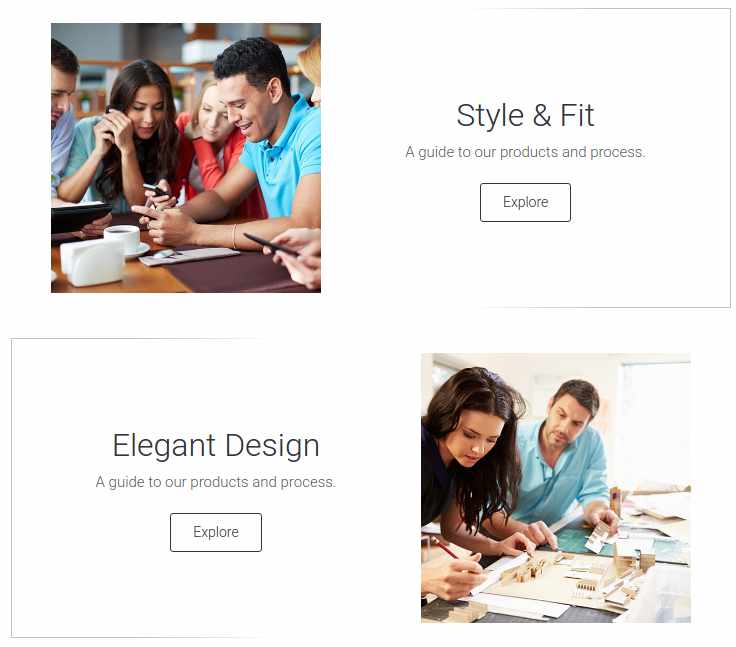 Style & Fit
A guide to our products and process.
Explore
Elegant Design
A guide to our products and process.
Explore